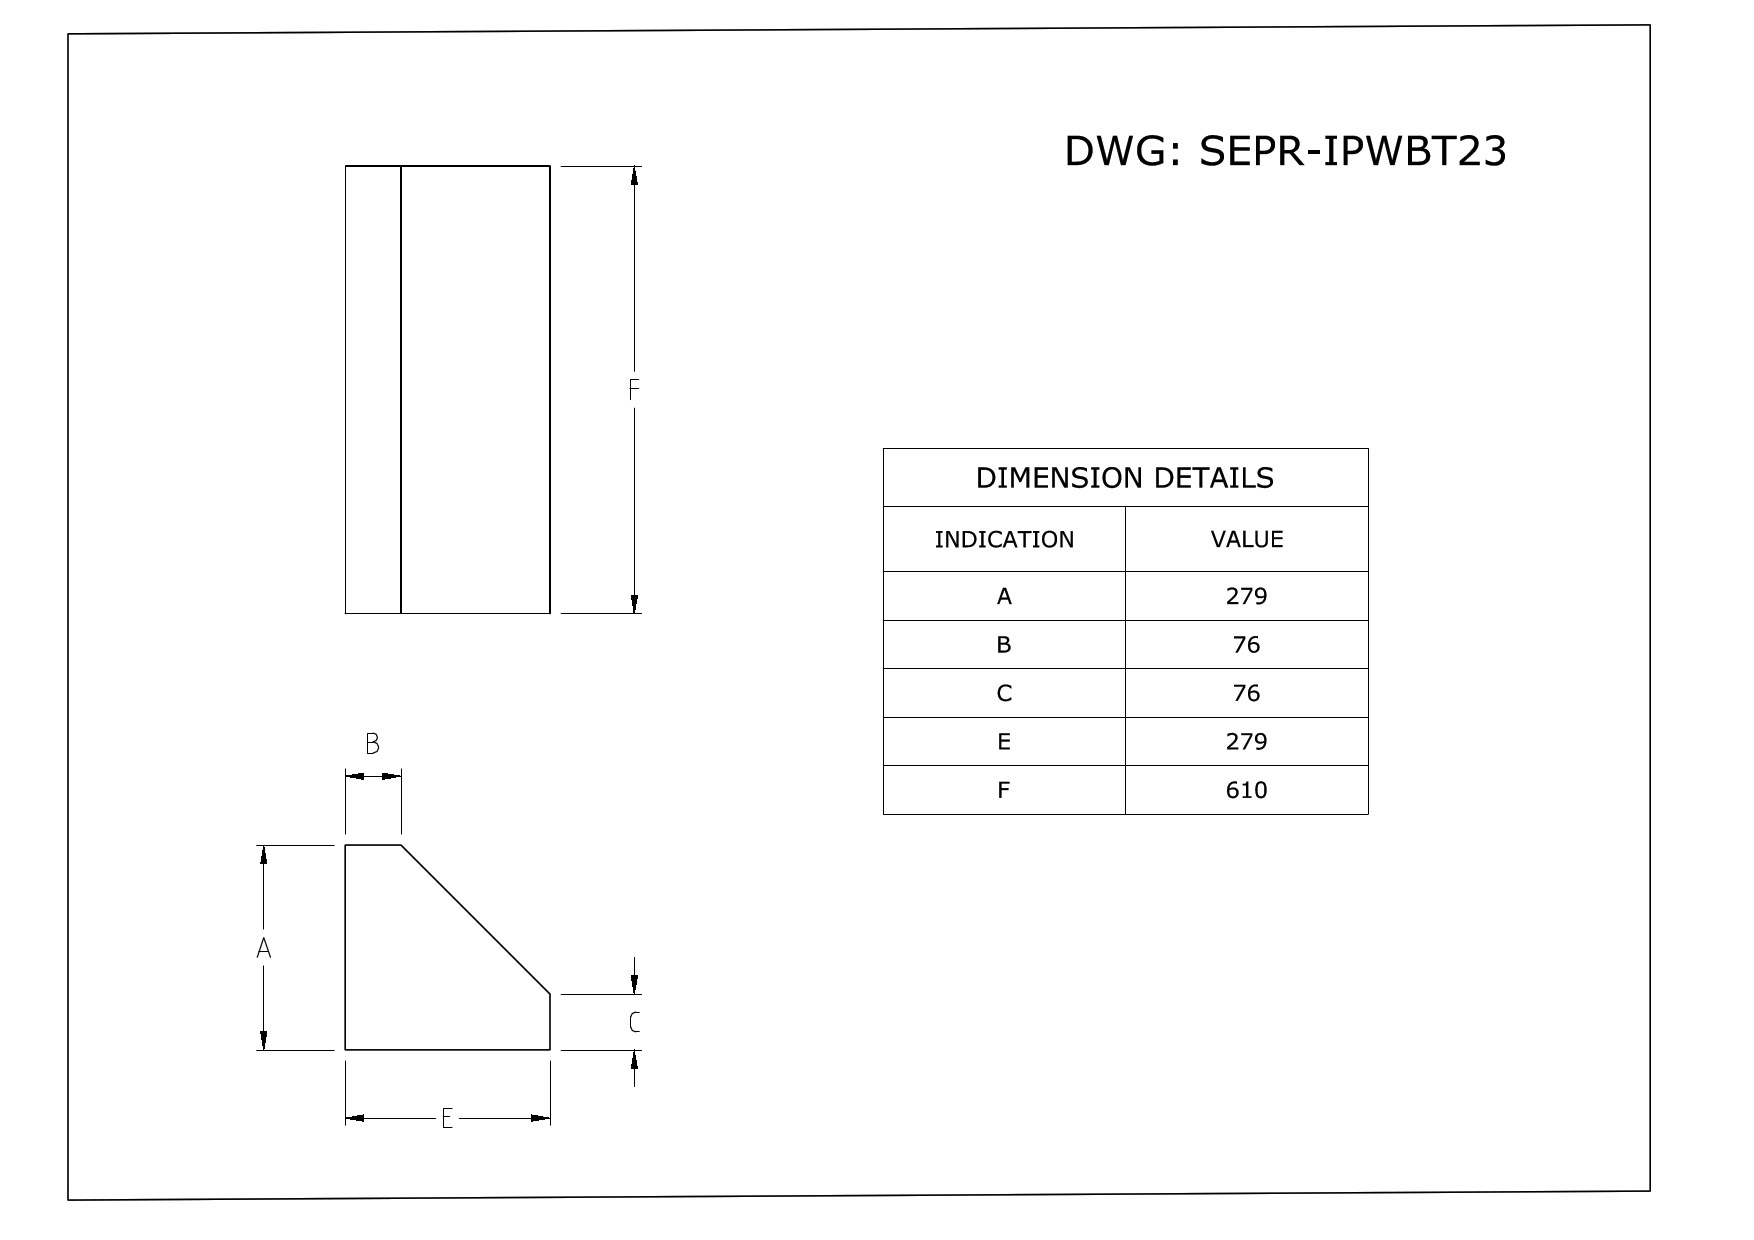 DWG: SEPR-IPWBT23
F
DIMENSION DETAILS
INDICATION VALUE
A 279
B 76
C 76
E 279
F 610
B
A
C
E